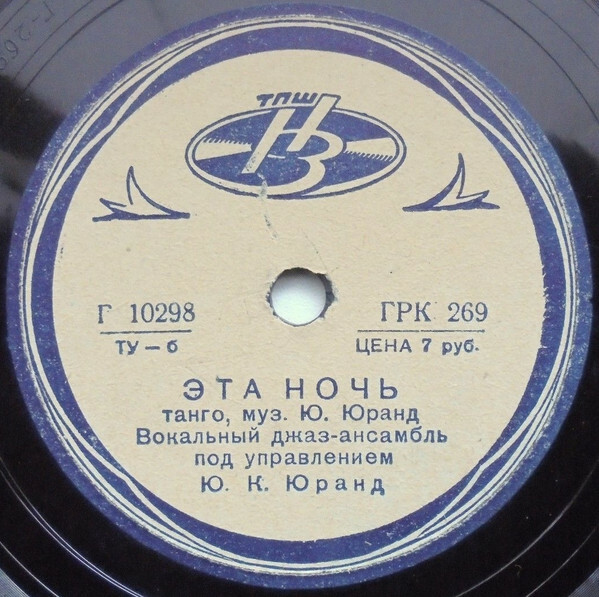 ТПШ
НЗ
Г 10298
ГРК 269
ТУ — 6
ЦЕНА 7 руб.
ЭТА НОЧЬ
танго, муз. Ю. Юранд
Вокальный джаз-ансамбль
под управлением
Ю. К. Юранд